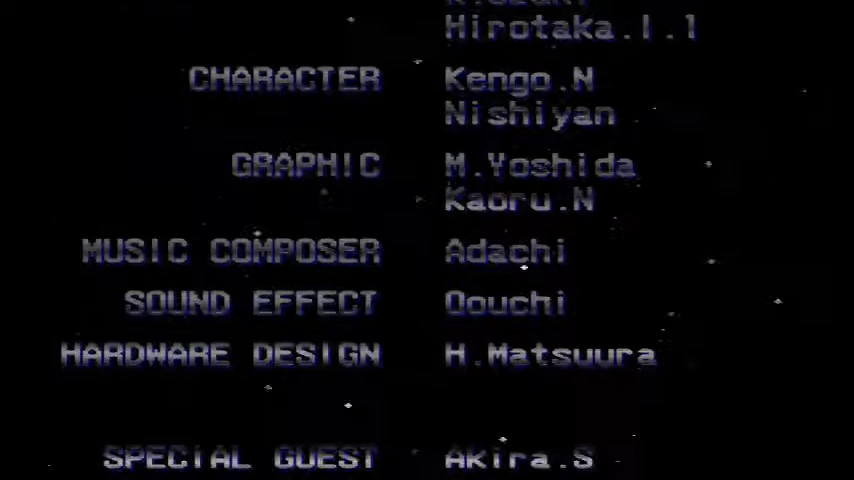 Hirotaka.I.I
CHARACTER Kengo.N
Nishiyan
GRAPHIC M.Yoshida
Kaoru.N
MUSIC COMPOSER Adachi
SOUND EFFECT Oouchi
HARDWARE DESIGN H.Matsuura
SPECIAL GUEST Akira.S